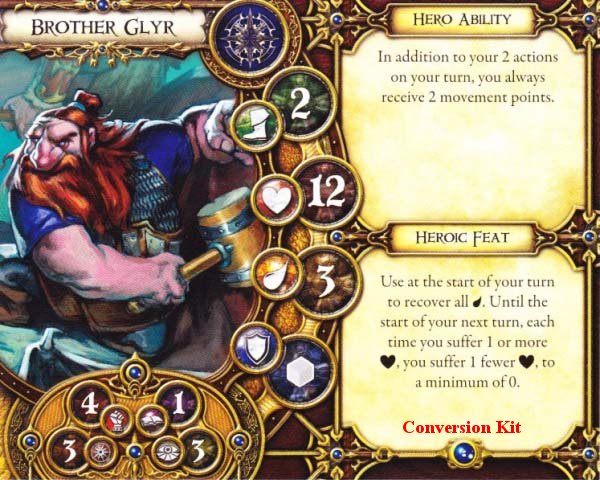 BROTHER GLYR
HERO ABILITY
In addition to your 2 actions
on your turn, you always
receive 2 movement points.
2
12
3
HEROIC FEAT
Use at the start of your turn
to recover all . Until the
start of your next turn, each
time you suffer 1 or more
, you suffer 1 fewer , to
a minimum of 0.
4 1
3 3
Conversion Kit